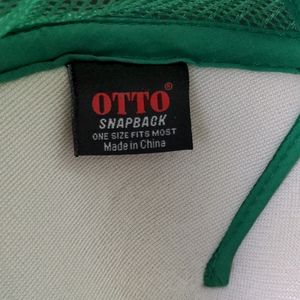 OTTO®
SNAPBACK
ONE SIZE FITS MOST
Made in China